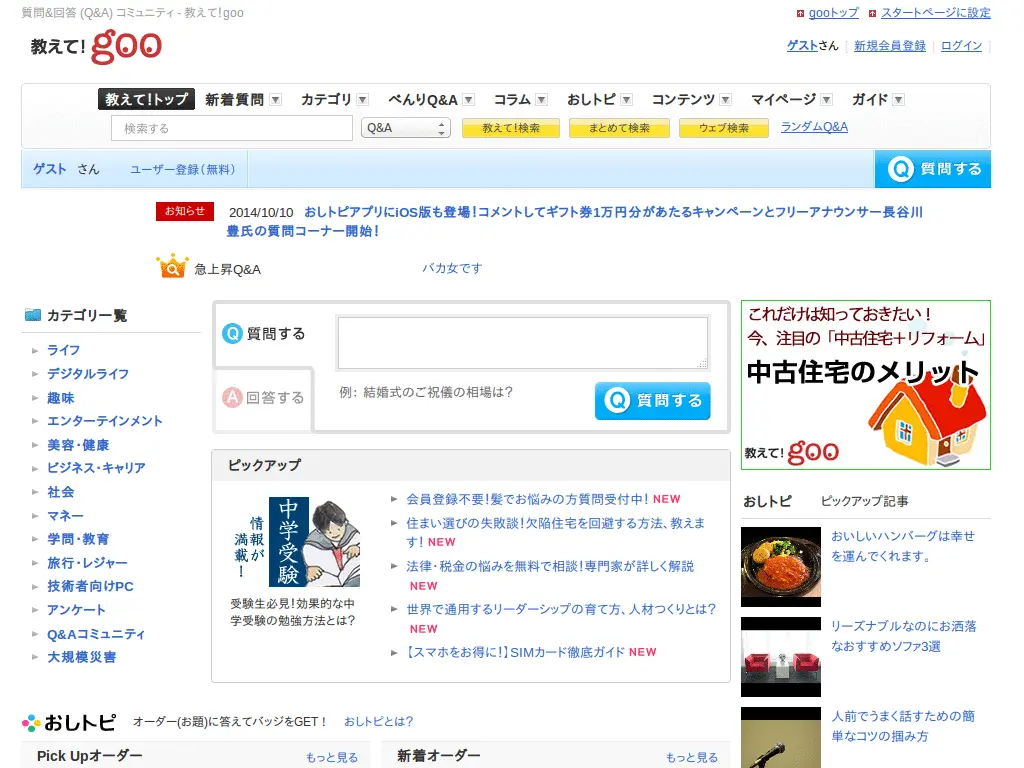 質問&回答 (Q&A) コミュニティ - 教えて!goo
gooトップ スタートページに設定
教えて! goo
ゲストさん | 新規会員登録 | ログイン |
教えて!トップ 新着質問 カテゴリ べんりQ&A コラム おしトピ コンテンツ マイページ ガイド
検索する Q&A 教えて!検索 まとめて検索 ウェブ検索 ランダムQ&A
ゲスト さん ユーザー登録(無料) Q 質問する
お知らせ 2014/10/10 おしトピアプリにiOS版も登場!コメントしてギフト券1万円分があたるキャンペーンとフリーアナウンサー長谷川
豊氏の質問コーナー開始!
急上昇Q&A バカ女です
カテゴリ一覧
ライフ
デジタルライフ
趣味
エンターテインメント
美容・健康
ビジネス・キャリア
社会
マネー
学問・教育
旅行・レジャー
技術者向けPC
アンケート
Q&Aコミュニティ
大規模災害
Q 質問する
A 回答する
例: 結婚式のご祝儀の相場は?
Q 質問する
ピックアップ
中学受験
情報が
満載!
受験生必見!効果的な中
学受験の勉強方法とは?
会員登録不要!髪でお悩みの方質問受付中! NEW
住まい選びの失敗談!欠陥住宅を回避する方法、教えま
す! NEW
法律・税金の悩みを無料で相談!専門家が詳しく解説
NEW
世界で通用するリーダーシップの育て方、人材つくりとは?
NEW
【スマホをお得に!】SIMカード徹底ガイド NEW
これだけは知っておきたい!
今、注目の「中古住宅+リフォーム」
中古住宅のメリット
教えて! goo
おしトピ ピックアップ記事
おいしいハンバーグは幸せ
を運んでくれます。
リーズナブルなのにお洒落
なおすすめソファ3選
人前でうまく話すための簡
単なコツの掴み方
おしトピ オーダー(お題)に答えてバッジをGET! おしトピとは?
Pick Upオーダー もっと見る
新着オーダー もっと見る